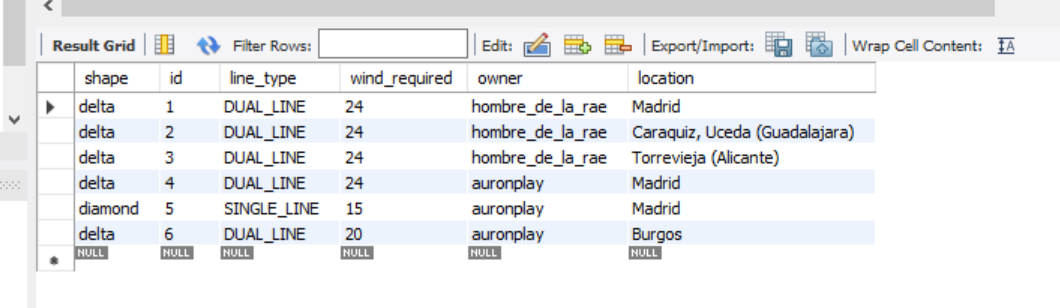 Result Grid Filter Rows: Edit: Export/Import: Wrap Cell Content: IA
shape id line_type wind_required owner location
delta 1 DUAL_LINE 24 hombre_de_la_rae Madrid
delta 2 DUAL_LINE 24 hombre_de_la_rae Caraquiz, Uceda (Guadalajara)
delta 3 DUAL_LINE 24 hombre_de_la_rae Torrevieja (Alicante)
delta 4 DUAL_LINE 24 auronplay Madrid
diamond 5 SINGLE_LINE 15 auronplay Madrid
delta 6 DUAL_LINE 20 auronplay Burgos
NULL NULL NULL NULL NULL NULL